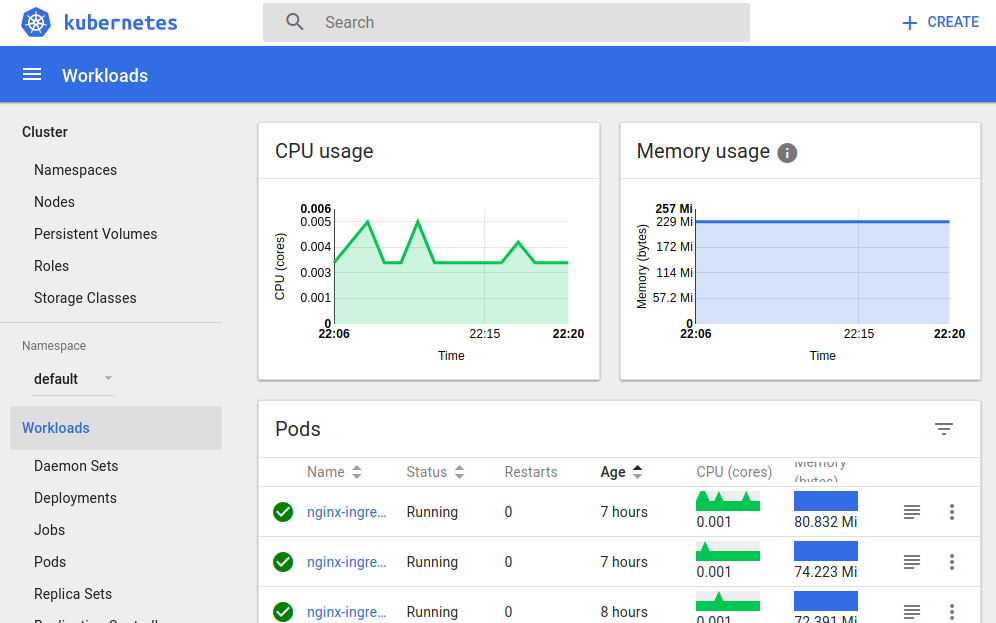 kubernetes
Search
CREATE
Workloads
Cluster
Namespaces
Nodes
Persistent Volumes
Roles
Storage Classes
Namespace
default
Workloads
Daemon Sets
Deployments
Jobs
Pods
Replica Sets
CPU usage
CPU (cores)
0.006
0.005
0.004
0.003
0.001
0
22:06 22:15 22:20
Time
Memory usage
Memory (bytes)
257 Mi
229 Mi
172 Mi
114 Mi
57.2 Mi
0
22:06 22:15 22:20
Time
Pods
Name Status Restarts Age CPU (cores) Memory (bytes)
nginx-ingre... Running 0 7 hours 0.001 80.832 Mi
nginx-ingre... Running 0 7 hours 0.001 74.223 Mi
nginx-ingre... Running 0 8 hours 0.001 72.391 Mi